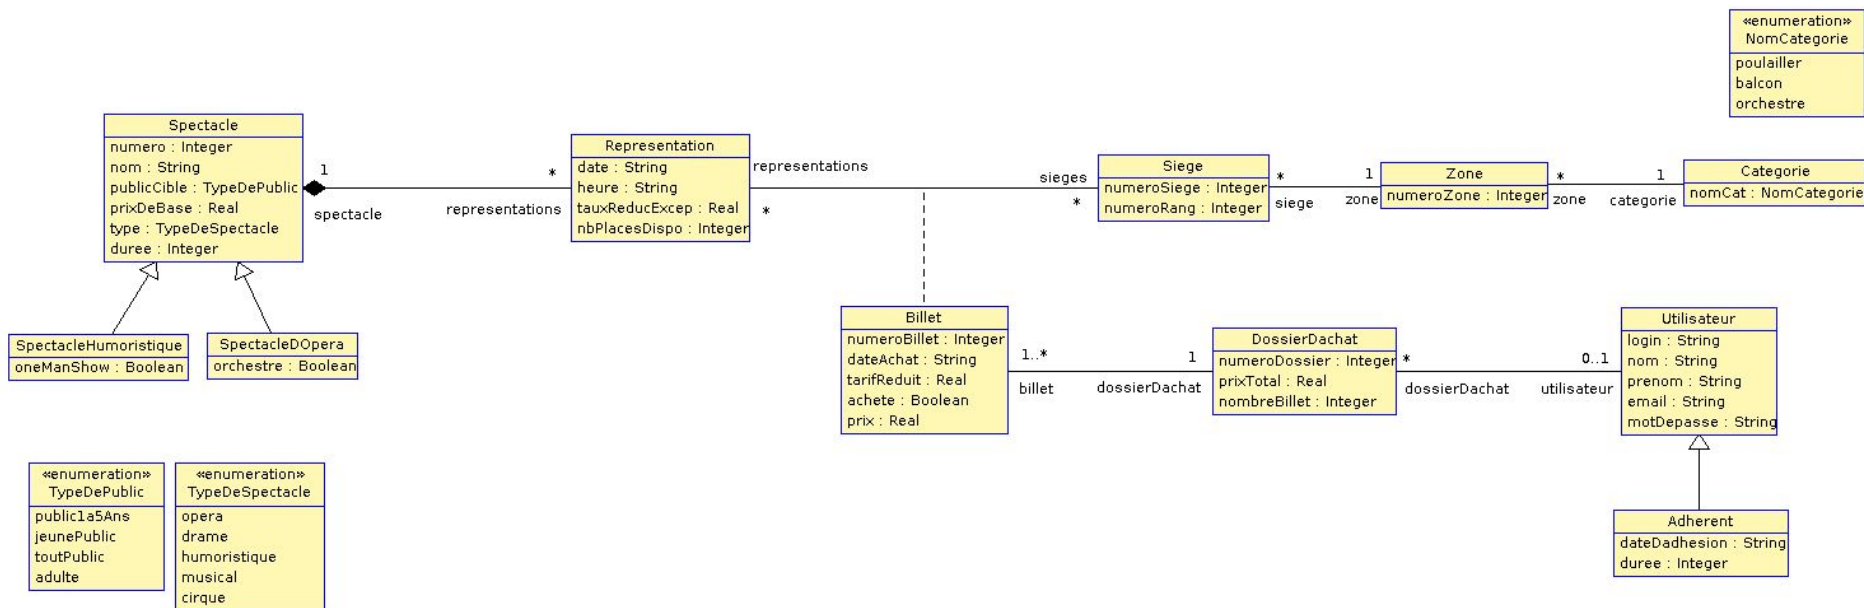 «enumeration»
NomCategorie
poulailler
balcon
orchestre
Spectacle
numero : Integer
nom : String
publicCible : TypeDePublic
prixDeBase : Real
type : TypeDeSpectacle
duree : Integer
1
*
spectacle
representations
Representation
date : String
heure : String
tauxReducExcep : Real
nbPlacesDispo : Integer
representations
*
sieges
*
Siege
numeroSiege : Integer
numeroRang : Integer
*
siege
1
zone
Zone
numeroZone : Integer
*
zone
1
categorie
Categorie
nomCat : NomCategorie
SpectacleHumoristique
oneManShow : Boolean
SpectacleDOpera
orchestre : Boolean
Billet
numeroBillet : Integer
dateAchat : String
tarifReduit : Real
achete : Boolean
prix : Real
1..*
billet
1
dossierDachat
DossierDachat
numeroDossier : Integer
prixTotal : Real
nombreBillet : Integer
*
dossierDachat
0..1
utilisateur
Utilisateur
login : String
nom : String
prenom : String
email : String
motDepasse : String
«enumeration»
TypeDePublic
public1a5Ans
jeunePublic
toutPublic
adulte
«enumeration»
TypeDeSpectacle
opera
drame
humoristique
musical
cirque
Adherent
dateDadhesion : String
duree : Integer